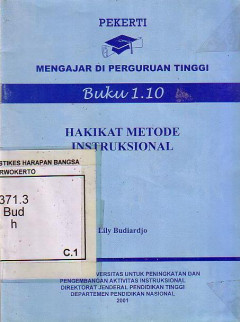 PEKERTI
MENGAJAR DI PERGURUAN TINGGI
Buku 1.10
HAKIKAT METODE
INSTRUKSIONAL
STIKES HARAPAN BANGSA
RWOKERTO
371.3
Bud
h
C.1
Lily Budiardjo
UNIVERSITAS UNTUK PENINGKATAN DAN
PENGEMBANGAN AKTIVITAS INSTRUKSIONAL
DIREKTORAT JENDERAL PENDIDIKAN TINGGI
DEPARTEMEN PENDIDIKAN NASIONAL
2001